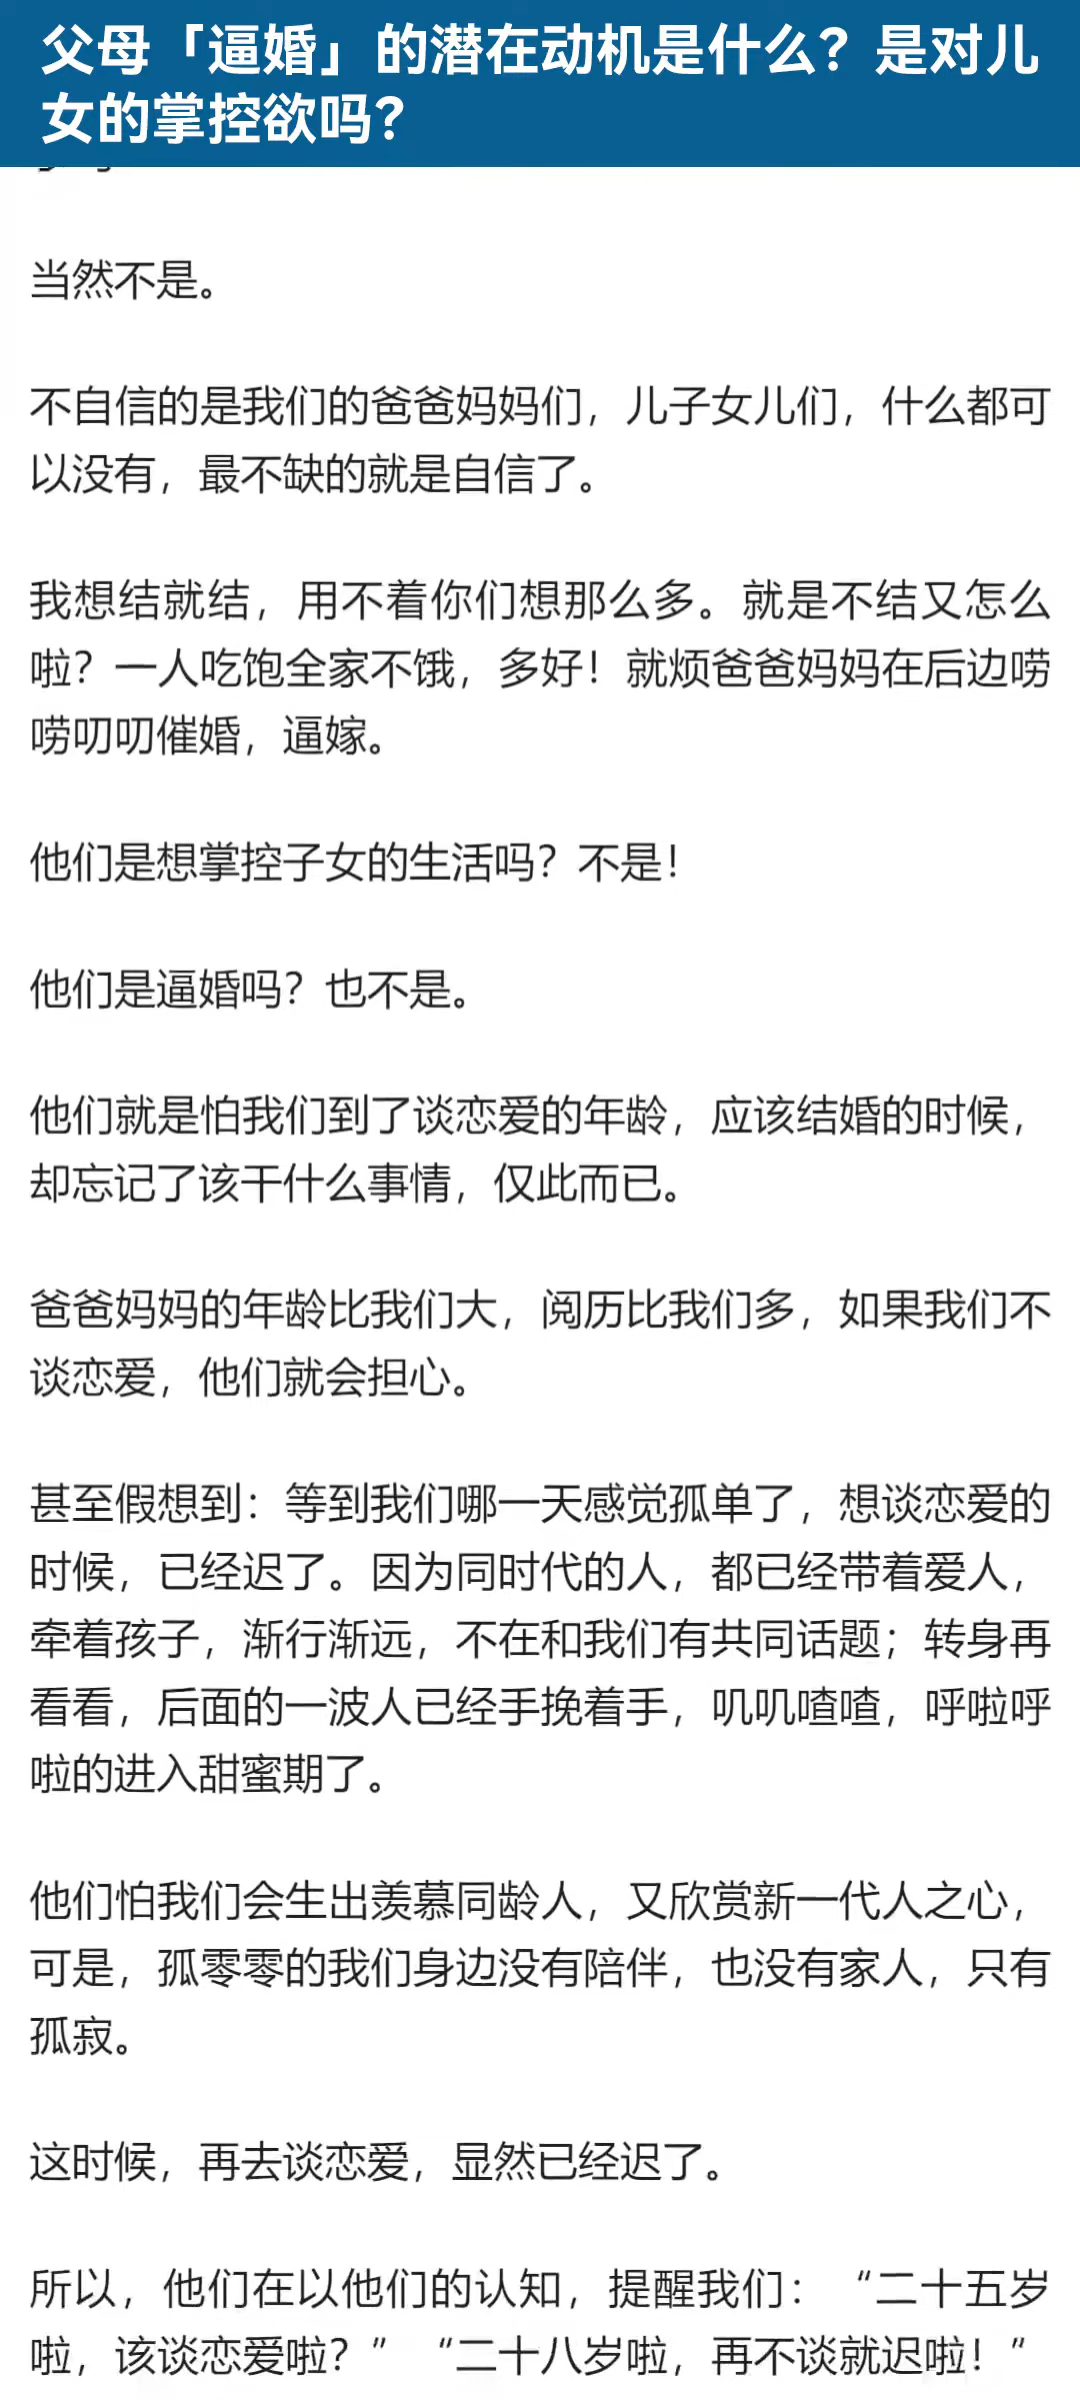 父母「逼婚」的潜在动机是什么？是对儿
女的掌控欲吗？
当然不是。
不自信的是我们的爸爸妈妈们，儿子女儿们，什么都可
以没有，最不缺的就是自信了。
我想结就结，用不着你们想那么多。就是不结又怎么
啦？一人吃饱全家不饿，多好！就烦爸爸妈妈在后边唠
唠叨叨催婚，逼嫁。
他们是想掌控子女的生活吗？不是！
他们是逼婚吗？也不是。
他们就是怕我们到了谈恋爱的年龄，应该结婚的时候，
却忘记了该干什么事情，仅此而已。
爸爸妈妈的年龄比我们大，阅历比我们多，如果我们不
谈恋爱，他们就会担心。
甚至假想到：等到我们哪一天感觉孤单了，想谈恋爱的
时候，已经迟了。因为同时代的人，都已经带着爱人，
牵着孩子，渐行渐远，不在和我们有共同话题；转身再
看看，后面的一波人已经手挽着手，叽叽喳喳，呼啦呼
啦的进入甜蜜期了。
他们怕我们会生出羡慕同龄人，又欣赏新一代人之心，
可是，孤零零的我们身边没有陪伴，也没有家人，只有
孤寂。
这时候，再去谈恋爱，显然已经迟了。
所以，他们在以他们的认知，提醒我们：“二十五岁
啦，该谈恋爱啦？”“二十八岁啦，再不谈就迟啦！”